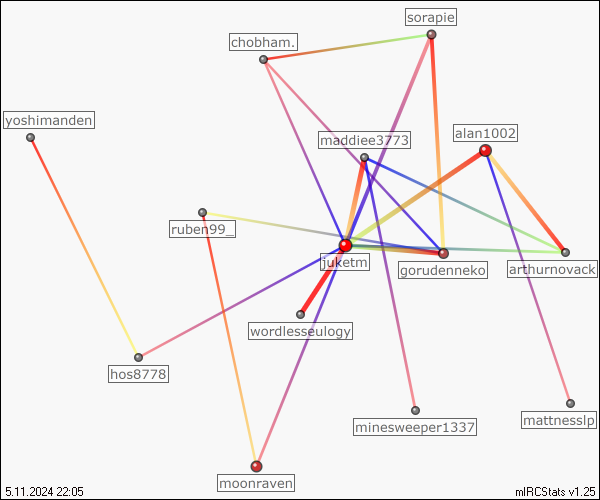 sorapie
chobham.
yoshimanden
maddiee3773
alan1002
ruben99_
juketm
gorudenneko
arthurnovack
wordlesseulogy
hos8778
minesweeper1337
mattnesslp
moonraven
5.11.2024 22:05
mIRCStats v1.25